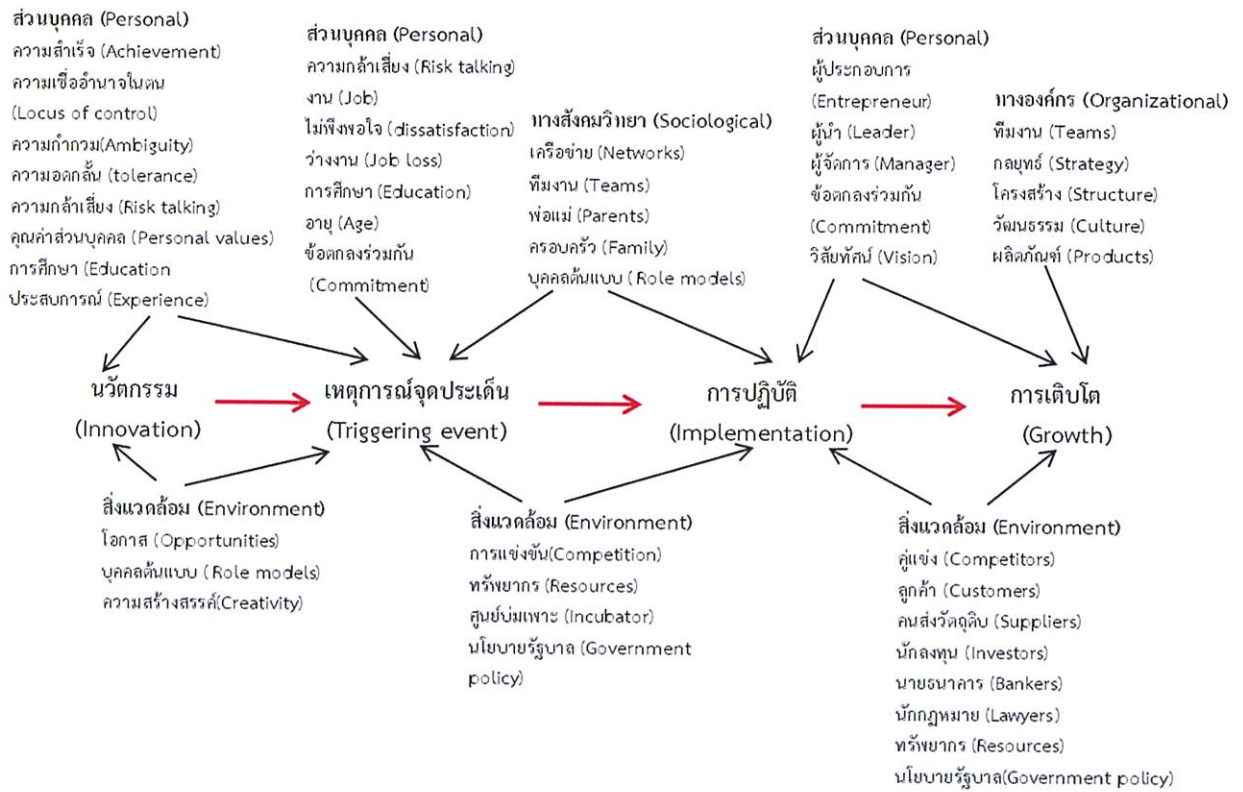 ส่วนบุคคล (Personal)
ความสำเร็จ (Achievement)
ความเชื่ออำนาจในตน
(Locus of control)
ความกำกวม(Ambiguity)
ความอดกลั้น (tolerance)
ความกล้าเสี่ยง (Risk talking)
คุณค่าส่วนบุคคล (Personal values)
การศึกษา (Education
ประสบการณ์ (Experience)
ส่วนบุคคล (Personal)
ความกล้าเสี่ยง (Risk talking)
งาน (Job)
ไม่พึงพอใจ (dissatisfaction)
ว่างงาน (Job loss)
การศึกษา (Education)
อายุ (Age)
ข้อตกลงร่วมกัน
(Commitment)
ทางสังคมวิทยา (Sociological)
เครือข่าย (Networks)
ทีมงาน (Teams)
พ่อแม่ (Parents)
ครอบครัว (Family)
บุคคลต้นแบบ (Role models)
ส่วนบุคคล (Personal)
ผู้ประกอบการ
(Entrepreneur)
ผู้นำ (Leader)
ผู้จัดการ (Manager)
ข้อตกลงร่วมกัน
(Commitment)
วิสัยทัศน์ (Vision)
ทางองค์กร (Organizational)
ทีมงาน (Teams)
กลยุทธ์ (Strategy)
โครงสร้าง (Structure)
วัฒนธรรม (Culture)
ผลิตภัณฑ์ (Products)
นวัตกรรม
(Innovation)
เหตุการณ์จุดประเด็น
(Triggering event)
การปฏิบัติ
(Implementation)
การเติบโต
(Growth)
สิ่งแวดล้อม (Environment)
โอกาส (Opportunities)
บุคคลต้นแบบ (Role models)
ความสร้างสรรค์(Creativity)
สิ่งแวดล้อม (Environment)
การแข่งขัน(Competition)
ทรัพยากร (Resources)
ศูนย์บ่มเพาะ (Incubator)
นโยบายรัฐบาล (Government
policy)
สิ่งแวดล้อม (Environment)
คู่แข่ง (Competitors)
ลูกค้า (Customers)
คนส่งวัตถุดิบ (Suppliers)
นักลงทุน (Investors)
นายธนาคาร (Bankers)
นักกฎหมาย (Lawyers)
ทรัพยากร (Resources)
นโยบายรัฐบาล(Government policy)